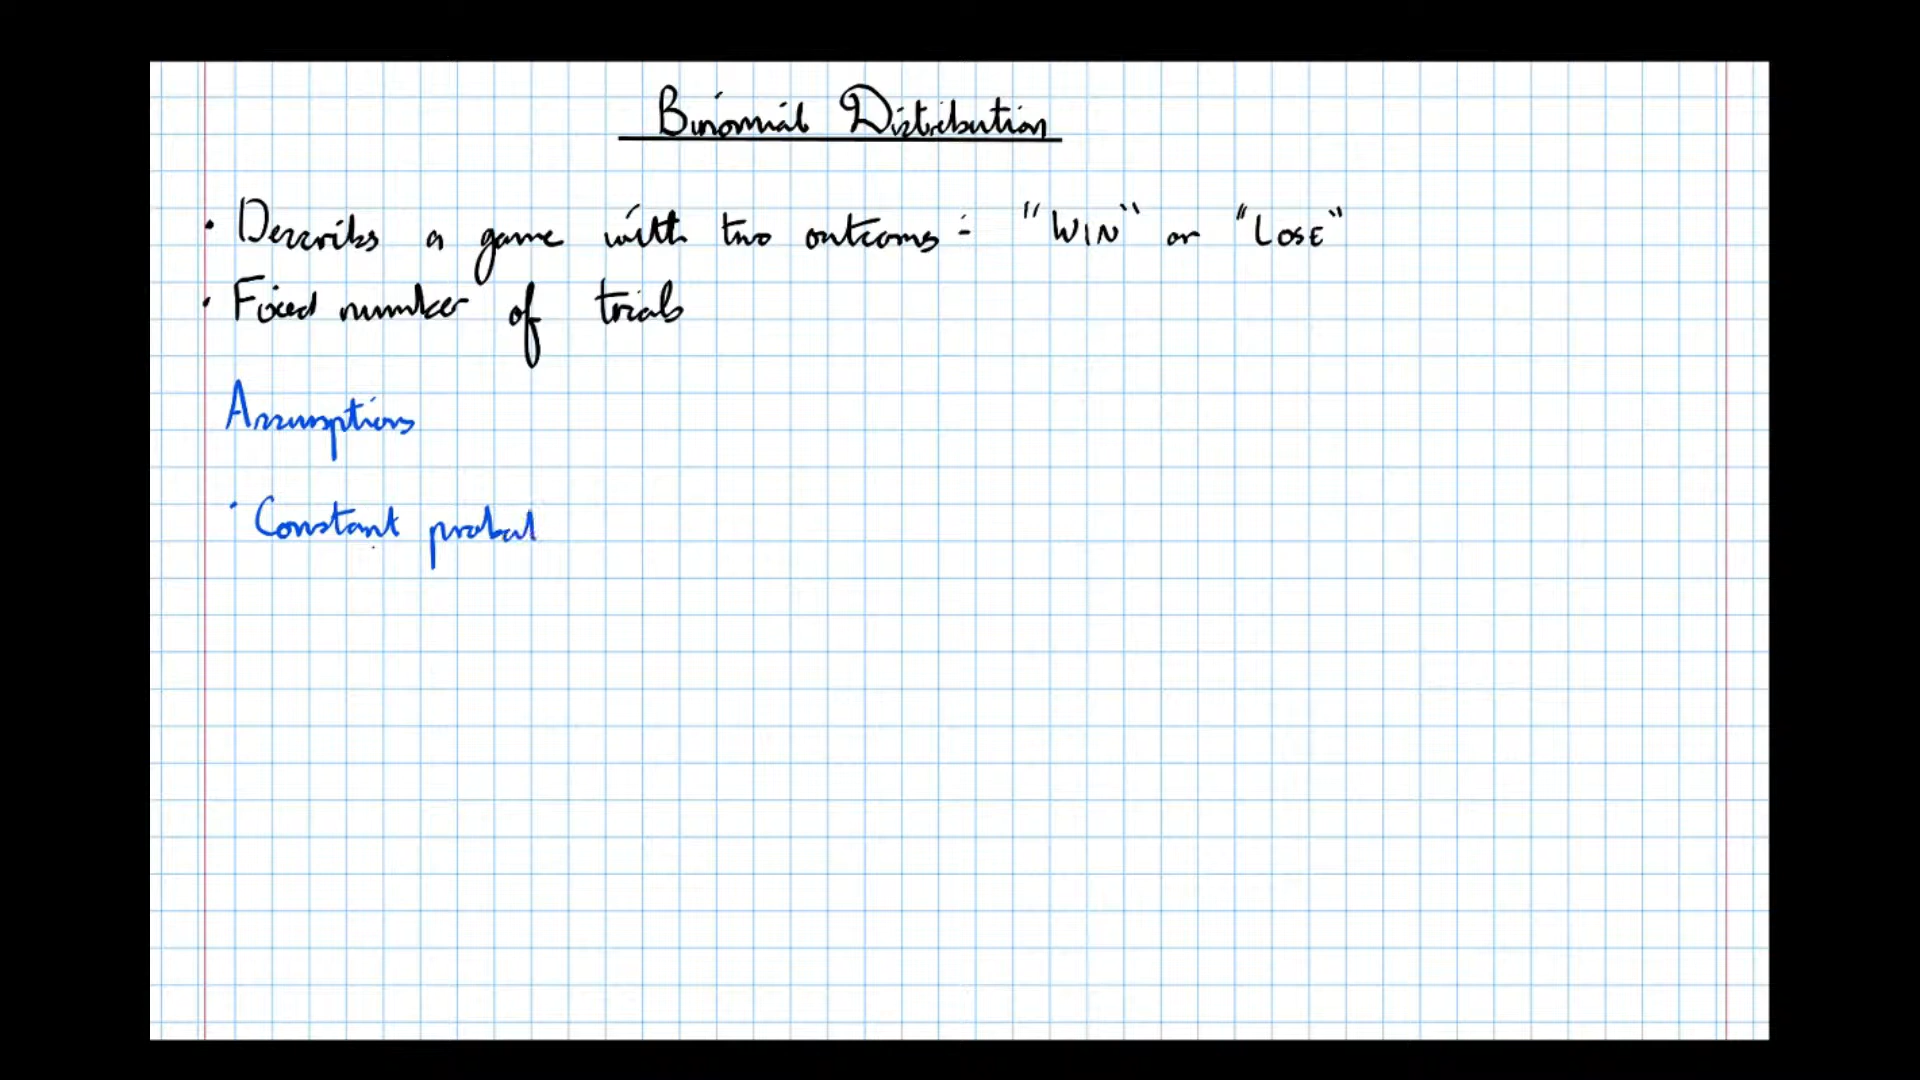 Binomial Distribution
• Describes a game with two outcomes : "WIN" or "LOSE"
• Fixed number of trials
Assumptions
• Constant probab